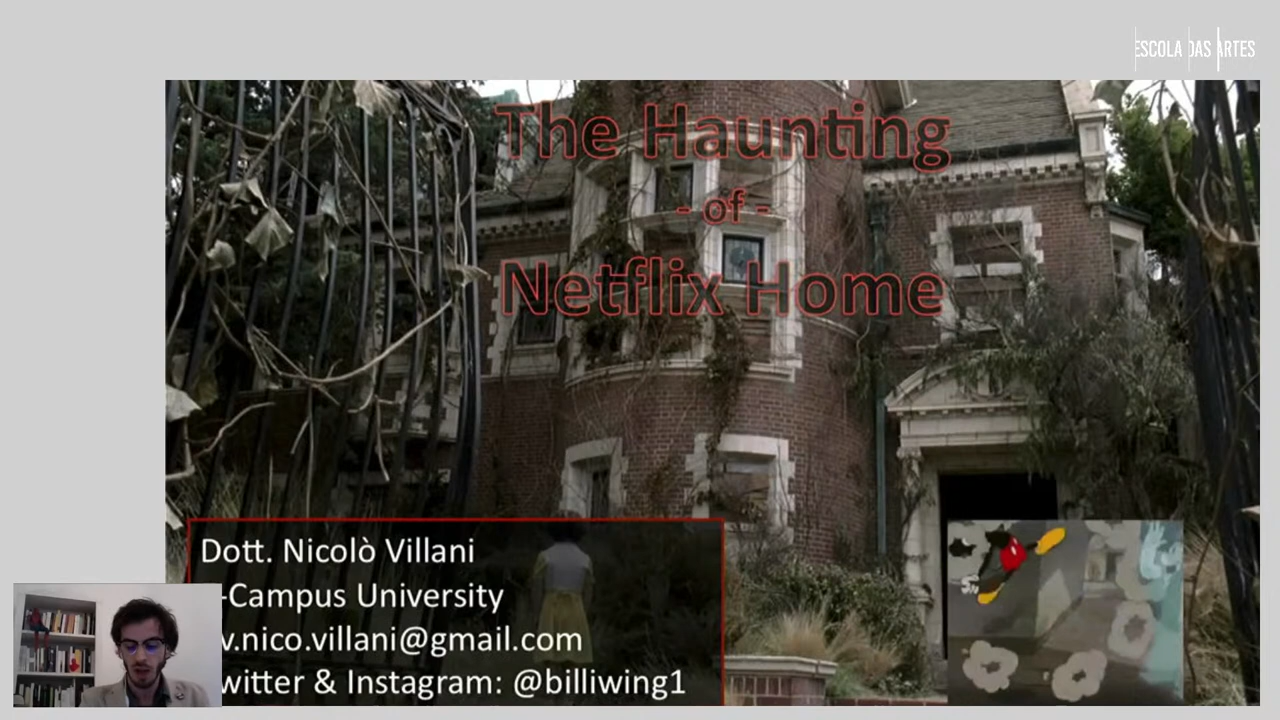 ESCOLA DAS ARTES
The Haunting
- of -
Netflix Home
Dott. Nicolò Villani
-Campus University
v.nico.villani@gmail.com
witter & Instagram: @billiwing1